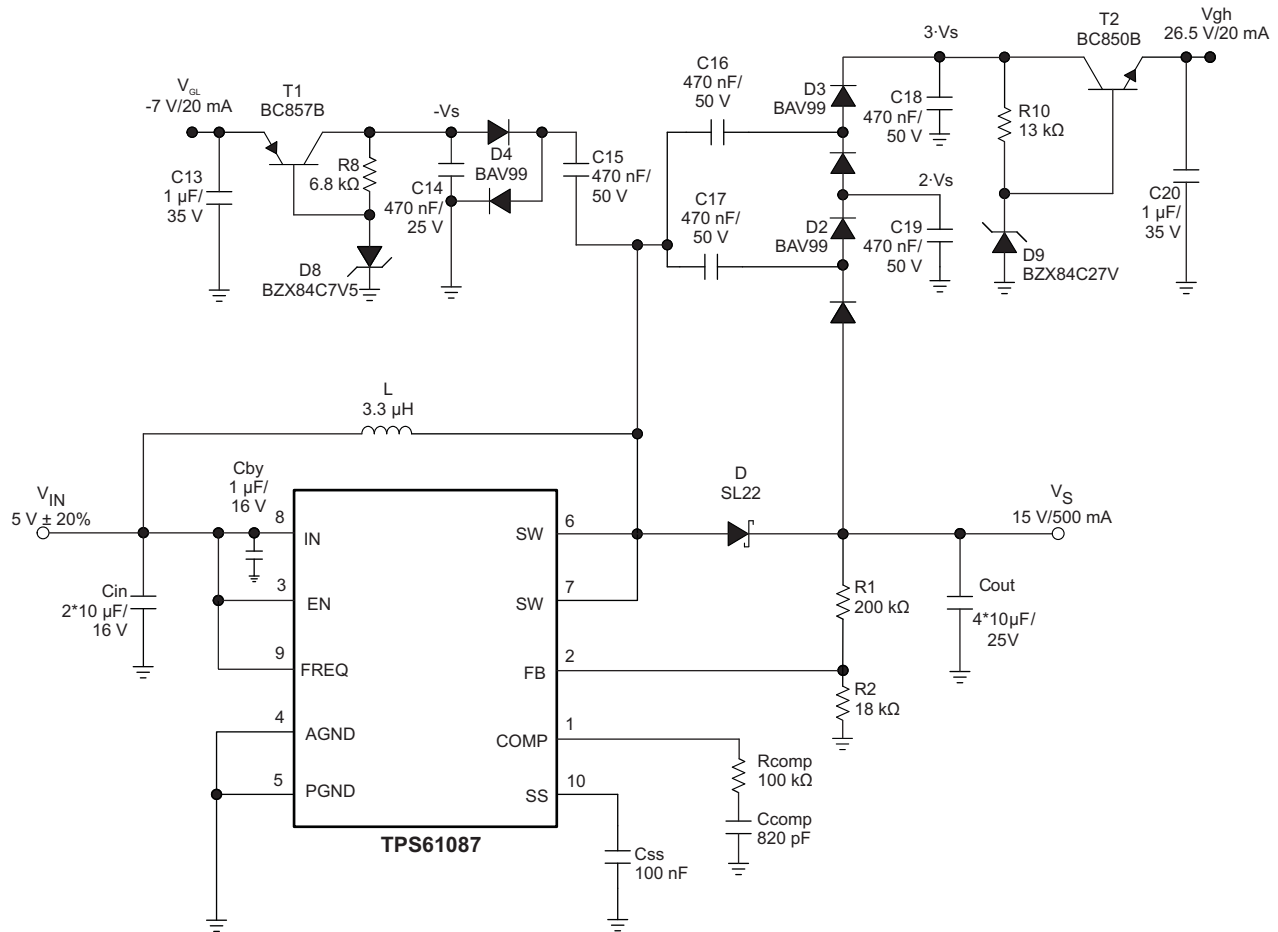 T2
BC850B
Vgh
26.5 V/20 mA
3·Vs
C16
470 nF/
50 V
D3
BAV99
C18
470 nF/
50 V
R10
13 kΩ
V_GL
-7 V/20 mA
T1
BC857B
-Vs
D4
BAV99
C15
470 nF/
50 V
R8
6.8 kΩ
C13
1 µF/
35 V
C14
470 nF/
25 V
C17
470 nF/
50 V
2·Vs
D2
BAV99
C19
470 nF/
50 V
C20
1 µF/
35 V
D9
BZX84C27V
D8
BZX84C7V5
L
3.3 µH
Cby
1 µF/
16 V
V_IN
5 V ± 20%
D
SL22
V_S
15 V/500 mA
8
IN
SW
6
3
EN
SW
7
Cin
2*10 µF/
16 V
R1
200 kΩ
Cout
4*10µF/
25V
9
FREQ
FB
2
R2
18 kΩ
4
AGND
COMP
1
Rcomp
100 kΩ
5
PGND
SS
10
Ccomp
820 pF
TPS61087
Css
100 nF